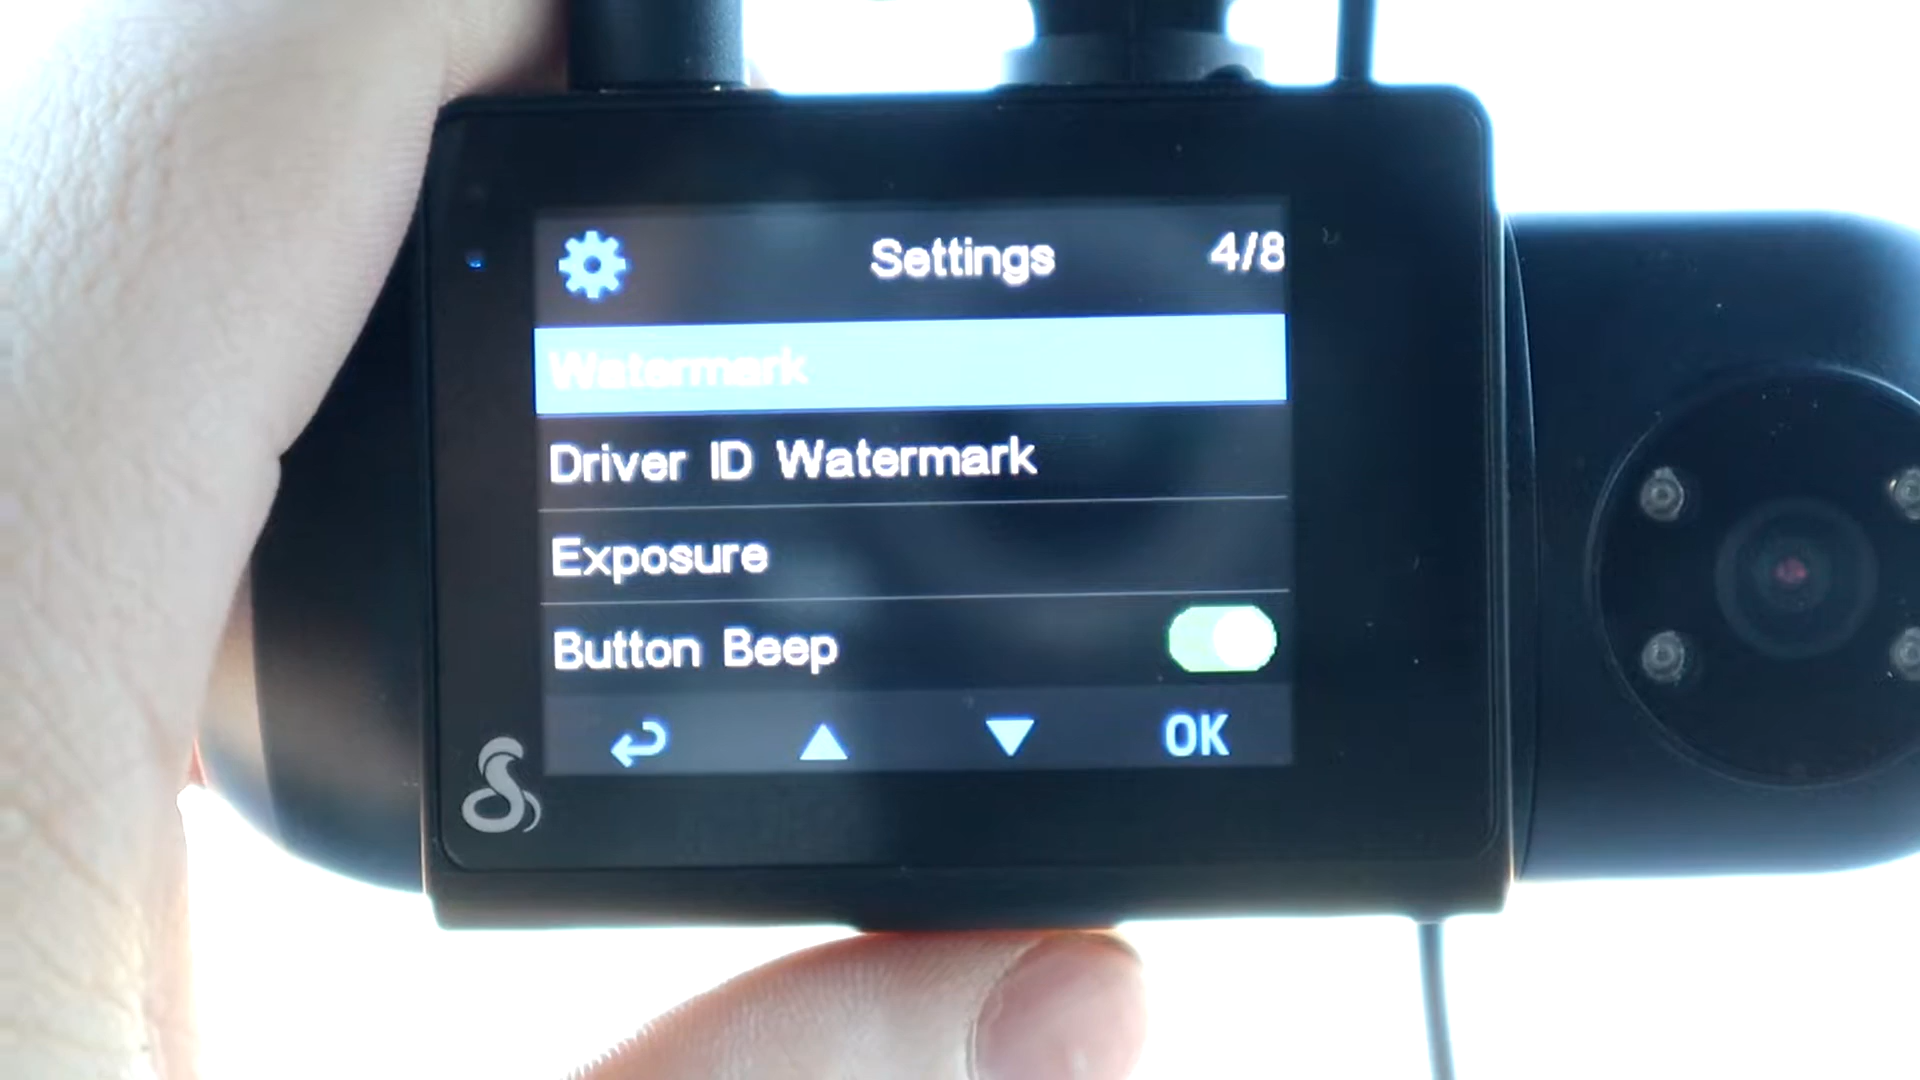 Settings 4/8
Watermark
Driver ID Watermark
Exposure
Button Beep
OK